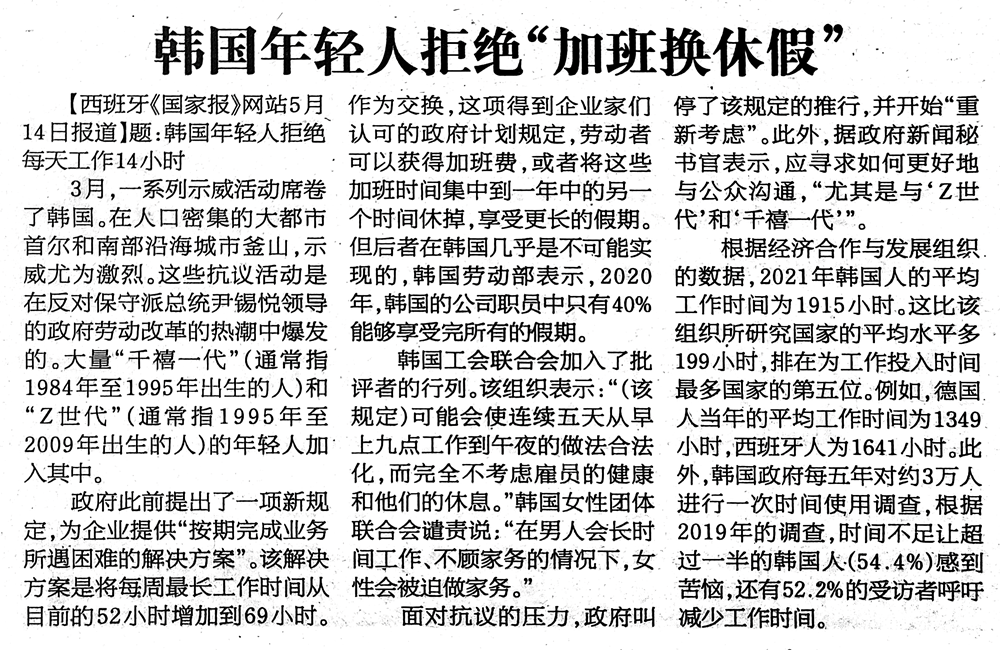 韩国年轻人拒绝“加班换休假”
【西班牙《国家报》网站5月
14日报道】题:韩国年轻人拒绝
每天工作14小时
3月,一系列示威活动席卷
了韩国。在人口密集的大都市
首尔和南部沿海城市釜山,示
威尤为激烈。这些抗议活动是
在反对保守派总统尹锡悦领导
的政府劳动改革的热潮中爆发
的。大量“千禧一代”(通常指
1984年至1995年出生的人)和
“Z世代”(通常指1995年至
2009年出生的人)的年轻人加
入其中。
政府此前提出了一项新规
定,为企业提供“按期完成业务
所遇困难的解决方案”。该解决
方案是将每周最长工作时间从
目前的52小时增加到69小时。
作为交换,这项得到企业家们
认可的政府计划规定,劳动者
可以获得加班费,或者将这些
加班时间集中到一年中的另一
个时间休掉,享受更长的假期。
但后者在韩国几乎是不可能实
现的,韩国劳动部表示,2020
年,韩国的公司职员中只有40%
能够享受完所有的假期。
韩国工会联合会加入了批
评者的行列。该组织表示:“(该
规定)可能会使连续五天从早
上九点工作到午夜的做法合法
化,而完全不考虑雇员的健康
和他们的休息。”韩国女性团体
联合会谴责说:“在男人会长时
间工作、不顾家务的情况下,女
性会被迫做家务。”
面对抗议的压力,政府叫
停了该规定的推行,并开始“重
新考虑”。此外,据政府新闻秘
书官表示,应寻求如何更好地
与公众沟通,“尤其是与‘Z世
代’和‘千禧一代’”。
根据经济合作与发展组织
的数据,2021年韩国人的平均
工作时间为1915小时。这比该
组织所研究国家的平均水平多
199小时,排在为工作投入时间
最多国家的第五位。例如,德国
人当年的平均工作时间为1349
小时,西班牙人为1641小时。此
外,韩国政府每五年对约3万人
进行一次时间使用调查,根据
2019年的调查,时间不足让超
过一半的韩国人(54.4%)感到
苦恼,还有52.2%的受访者呼吁
减少工作时间。